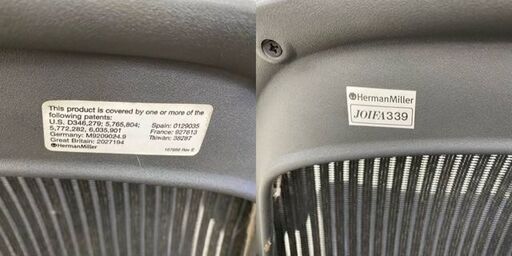 This product is covered by one or more of the
following patents:
U.S. D346,279; 5,765,804; Spain: 0129035
5,772,282, 6,035,901 France: 927613
Germany: M9209024.9 Taiwan: 38287
Great Britain: 2027194
HermanMiller
HermanMiller
JOIFA339